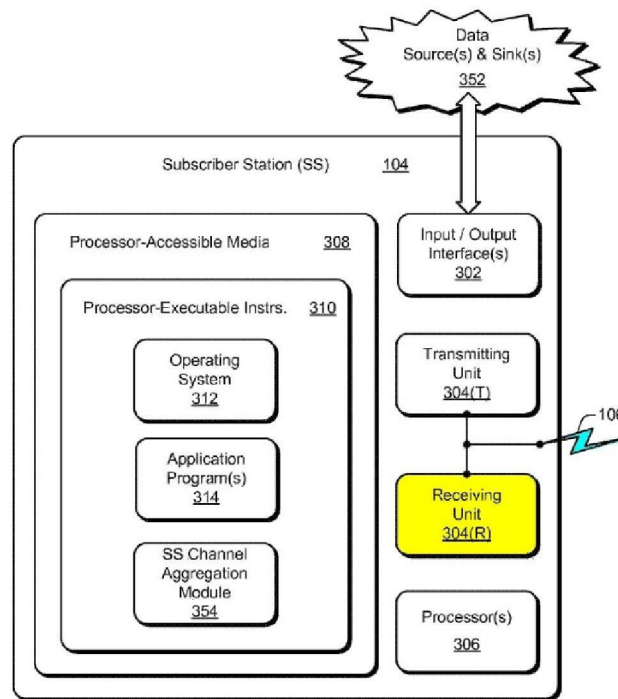 Data
Source(s) & Sink(s)
352
Subscriber Station (SS) 104
Processor-Accessible Media 308
Processor-Executable Instrs. 310
Operating
System
312
Application
Program(s)
314
SS Channel
Aggregation
Module
354
Input / Output
Interface(s)
302
Transmitting
Unit
304(T)
106
Receiving
Unit
304(R)
Processor(s)
306